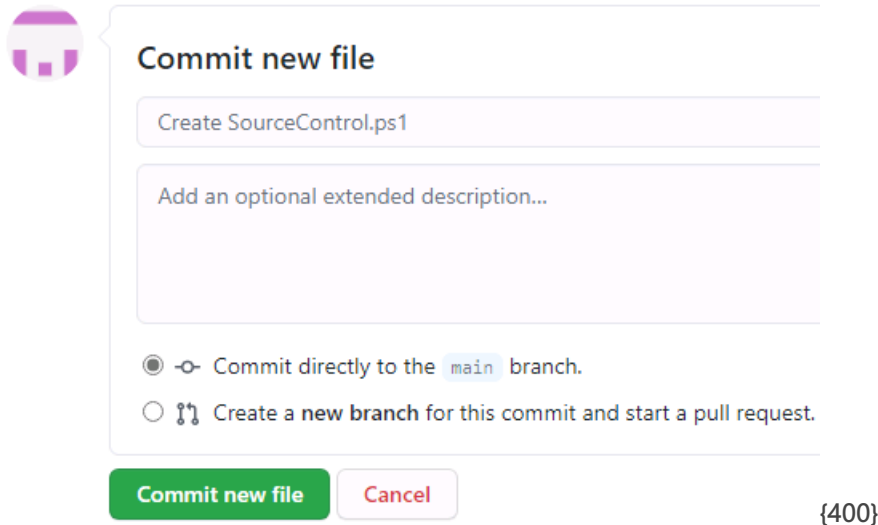 Commit new file
Create SourceControl.ps1
Add an optional extended description...
Commit directly to the main branch.
Create a new branch for this commit and start a pull request.
Commit new file
Cancel
{400}